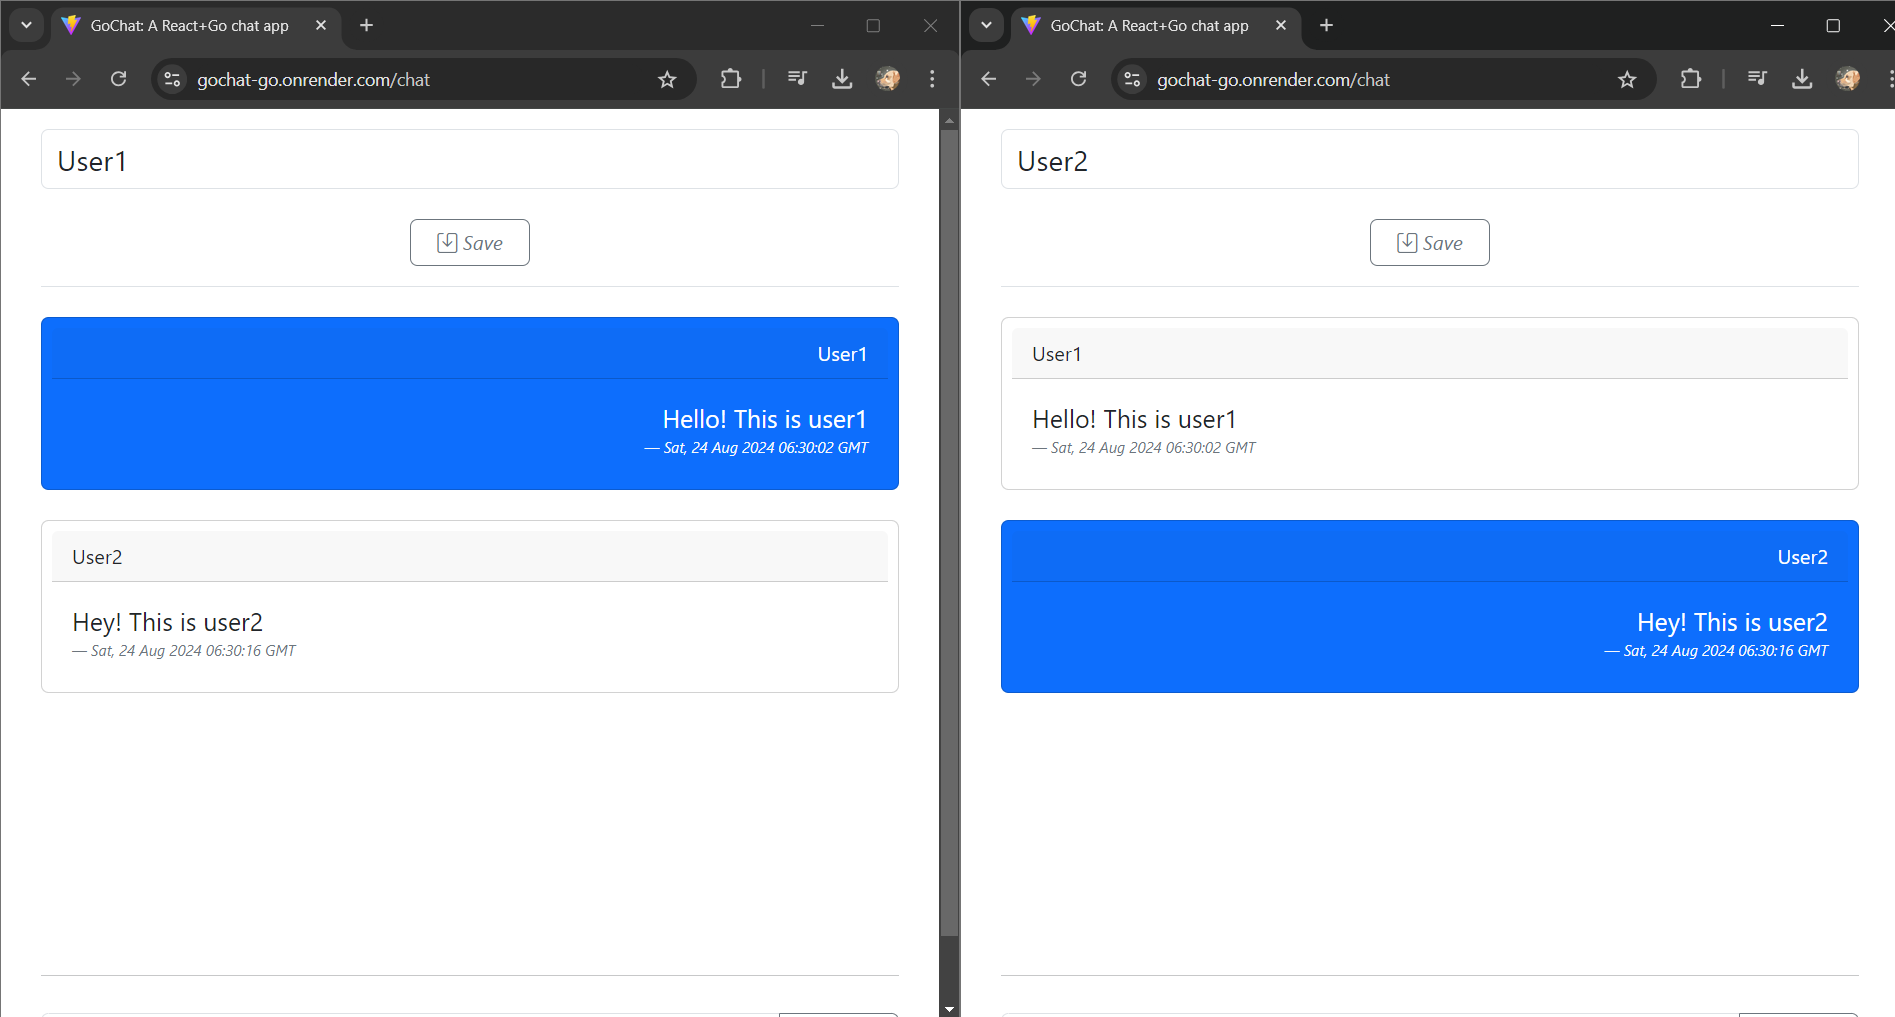 GoChat: A React+Go chat app
gochat-go.onrender.com/chat
User1
Save
User1
Hello! This is user1
— Sat, 24 Aug 2024 06:30:02 GMT
User2
Hey! This is user2
— Sat, 24 Aug 2024 06:30:16 GMT
GoChat: A React+Go chat app
gochat-go.onrender.com/chat
User2
Save
User1
Hello! This is user1
— Sat, 24 Aug 2024 06:30:02 GMT
User2
Hey! This is user2
— Sat, 24 Aug 2024 06:30:16 GMT